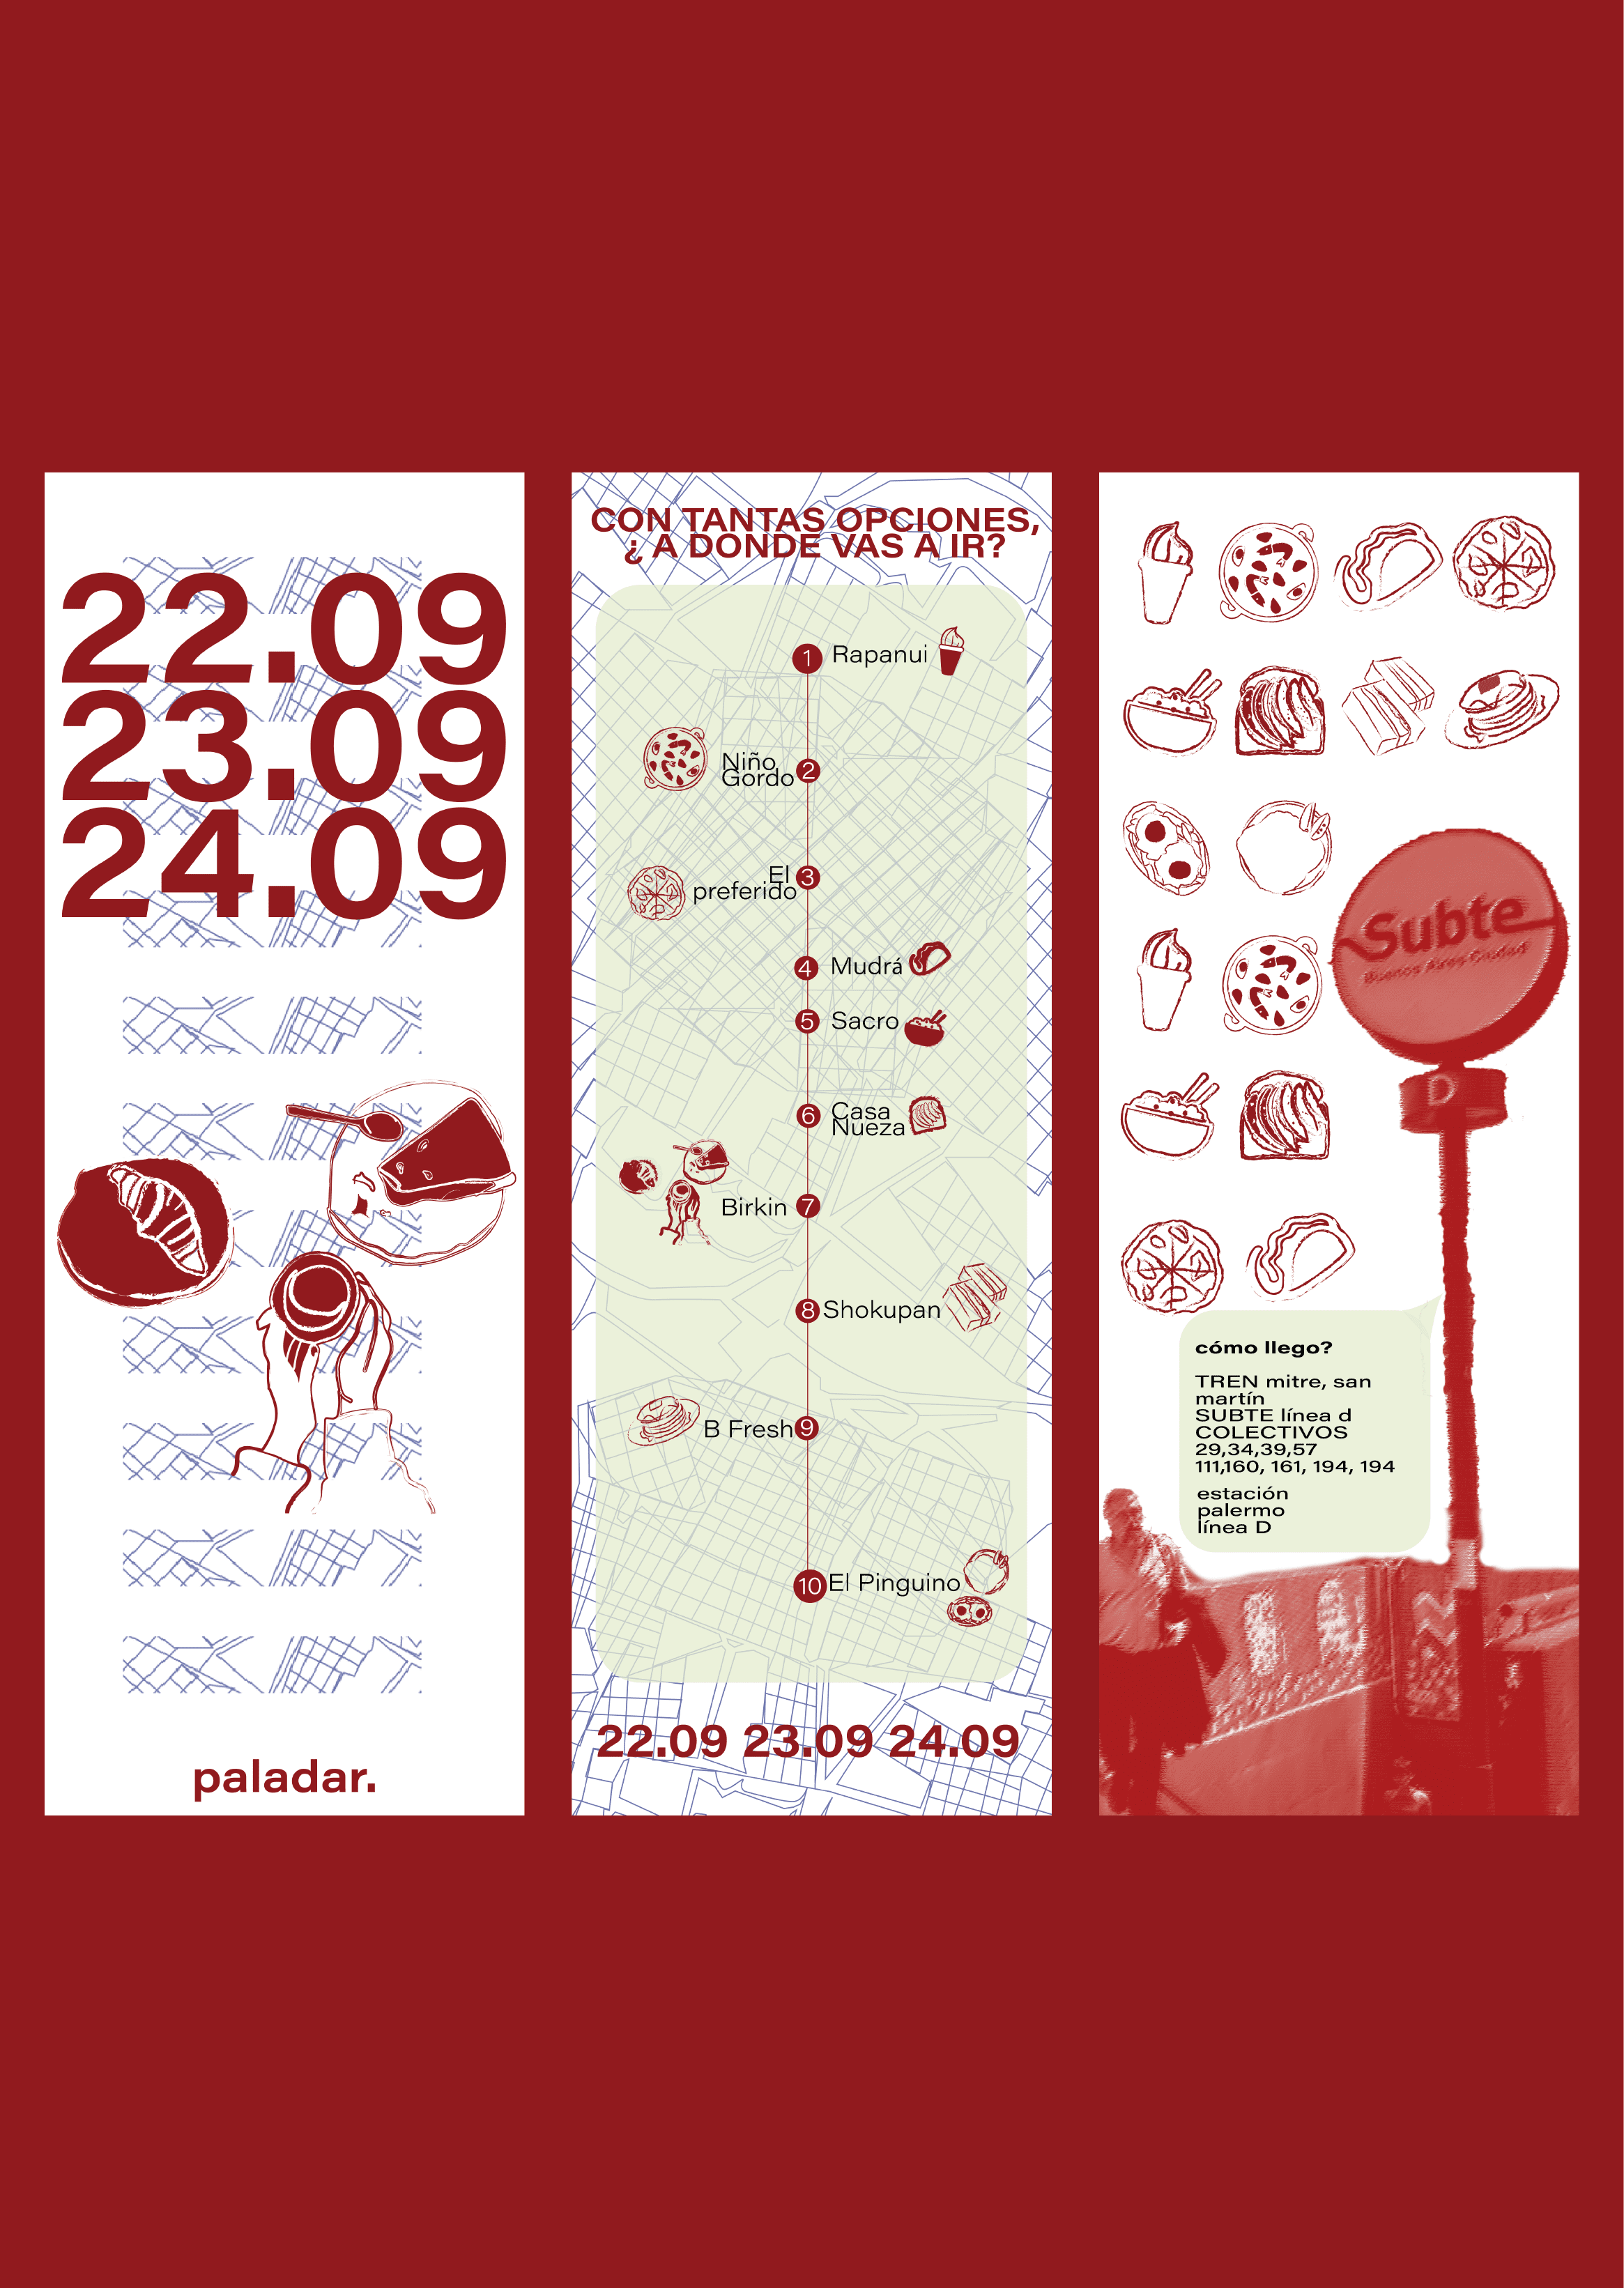 22.09
23.09
24.09
paladar.
CON TANTAS OPCIONES,
¿ A DONDE VAS A IR?
1 Rapanui
Niño
Gordo 2
El 3
preferido
4 Mudrá
5 Sacro
6 Casa
Nueza
Birkin 7
8 Shokupan
B Fresh 9
10 El Pinguino
22.09 23.09 24.09
Subte
Buenos Aires Ciudad
D
cómo llego?
TREN mitre, san
martín
SUBTE línea d
COLECTIVOS
29,34,39,57
111,160, 161, 194, 194
estación
palermo
línea D